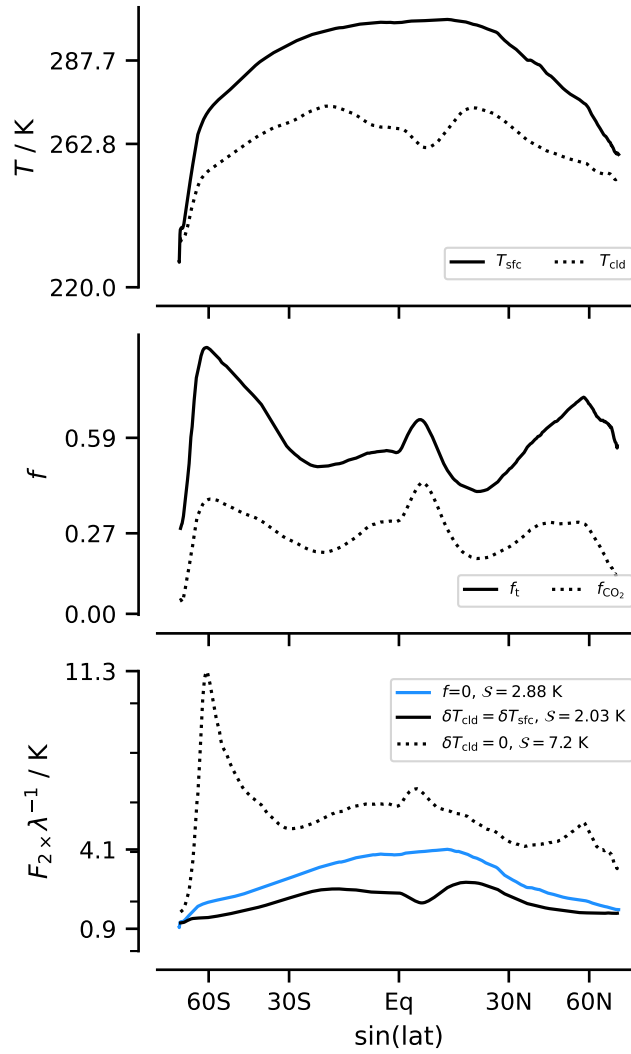 T / K
287.7
262.8
220.0
T_sfc T_cld
f
0.59
0.27
0.00
f_t f_CO₂
F_2× λ⁻¹ / K
11.3
4.1
0.9
f=0, 𝒮=2.88 K
δT_cld=δT_sfc, 𝒮=2.03 K
δT_cld=0, 𝒮=7.2 K
60S 30S Eq 30N 60N
sin(lat)